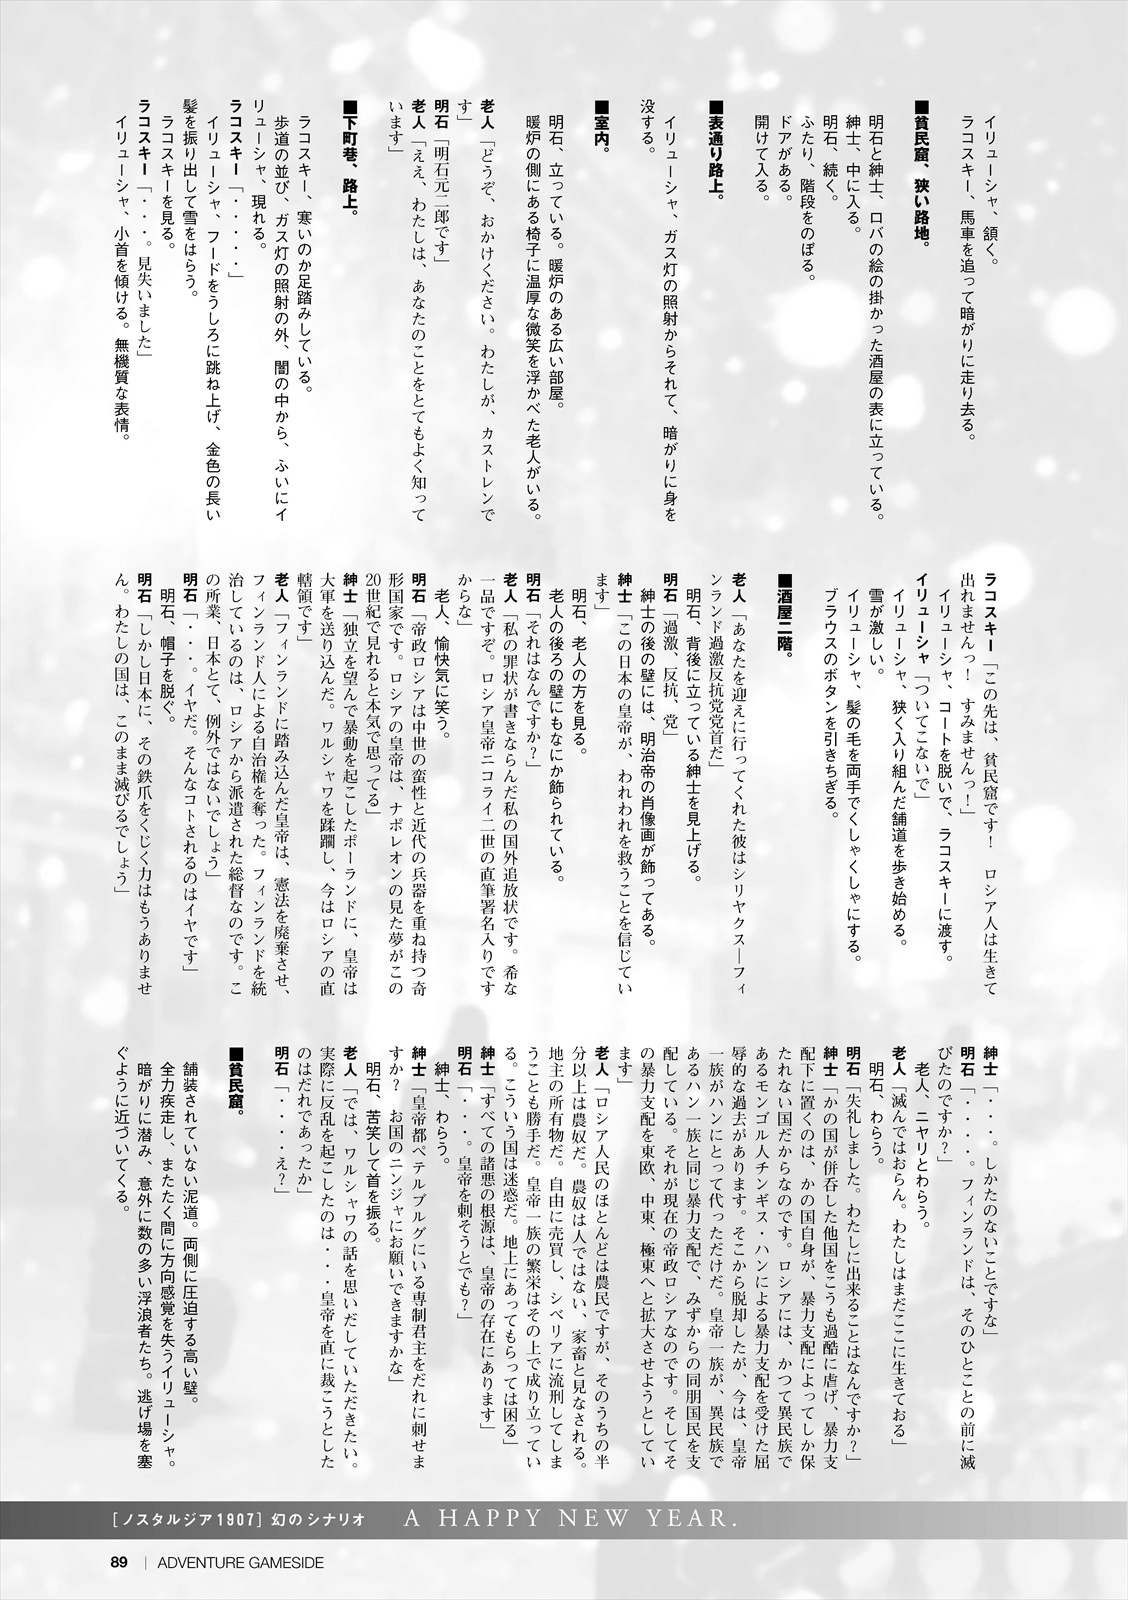 イリューシャ、頷く。
ラコスキー、馬車を追って暗がりに走り去る。
■貧民窟、狭い路地。
明石と紳士、ロバの絵の掛かった酒屋の表に立っている。
紳士、中に入る。
明石、続く。
ふたり、階段をのぼる。
ドアがある。
開けて入る。
■表通り路上。
イリューシャ、ガス灯の照射からそれて、暗がりに身を
没する。
■室内。
明石、立っている。暖炉のある広い部屋。
暖炉の側にある椅子に温厚な微笑を浮かべた老人がいる。
老人「どうぞ、おかけください。わたしが、カストレンで
す」
明石「明石元二郎です」
老人「ええ、わたしは、あなたのことをとてもよく知って
います」
■下町巷、路上。
ラコスキー、寒いのか足踏みしている。
歩道の並び、ガス灯の照射の外、闇の中から、ふいにイ
リューシャ、現れる。
ラコスキー「・・・・・」
イリューシャ、フードをうしろに跳ね上げ、金色の長い
髪を振り出して雪をはらう。
ラコスキーを見る。
ラコスキー「・・・。見失いました」
イリューシャ、小首を傾ける。無機質な表情。
ラコスキー「この先は、貧民窟です！　ロシア人は生きて
出れませんっ！　すみませんっ！」
イリューシャ、コートを脱いで、ラコスキーに渡す。
イリューシャ「ついてこないで」
イリューシャ、狭く入り組んだ舗道を歩き始める。
雪が激しい。
イリューシャ、髪の毛を両手でくしゃくしゃにする。
ブラウスのボタンを引きちぎる。
■酒屋二階。
老人「あなたを迎えに行ってくれた彼はシリヤクス―フィ
ンランド過激反抗党党首だ」
明石、背後に立っている紳士を見上げる。
明石「過激、反抗、党」
紳士の後の壁には、明治帝の肖像画が飾ってある。
紳士「この日本の皇帝が、われわれを救うことを信じてい
ます」
明石、老人の方を見る。
老人の後ろの壁にもなにか飾られている。
明石「それはなんですか？」
老人「私の罪状が書きならんだ私の国外追放状です。希な
一品ですぞ。ロシア皇帝ニコライ二世の直筆署名入りです
からな」
老人、愉快気に笑う。
明石「帝政ロシアは中世の蛮性と近代の兵器を重ね持つ奇
形国家です。ロシアの皇帝は、ナポレオンの見た夢がこの
20世紀で見れると本気で思ってる」
紳士「独立を望んで暴動を起こしたポーランドに、皇帝は
大軍を送り込んだ。ワルシャワを蹂躙し、今はロシアの直
轄領です」
老人「フィンランドに踏み込んだ皇帝は、憲法を廃棄させ、
フィンランド人による自治権を奪った。フィンランドを統
治しているのは、ロシアから派遣された総督なのです。こ
の所業、日本とて、例外ではないでしょう」
明石「・・・。イヤだ。そんなコトされるのはイヤです」
明石、帽子を脱ぐ。
明石「しかし日本に、その鉄爪をくじく力はもうありませ
ん。わたしの国は、このまま滅びるでしょう」
紳士「・・・。しかたのないことですな」
明石「・・・・。フィンランドは、そのひとことの前に滅
びたのですか？」
老人、ニヤリとわらう。
老人「滅んではおらん。わたしはまだここに生きておる」
明石、わらう。
明石「失礼しました。わたしに出来ることはなんですか？」
紳士「かの国が併呑した他国をこうも過酷に虐げ、暴力支
配下に置くのは、かの国自身が、暴力支配によってしか保
たれない国だからなのです。ロシアには、かつて異民族で
あるモンゴル人チンギス・ハンによる暴力支配を受けた屈
辱的な過去があります。そこから脱却したが、今は、皇帝
一族がハンにとって代っただけだ。皇帝一族が、異民族で
あるハン一族と同じ暴力支配で、みずからの同朋国民を支
配している。それが現在の帝政ロシアなのです。そしてそ
の暴力支配を東欧、中東、極東へと拡大させようとしてい
ます」
老人「ロシア人民のほとんどは農民ですが、そのうちの半
分以上は農奴だ。農奴は人ではない、家畜と見なされる。
地主の所有物だ。自由に売買し、シベリアに流刑してしま
うことも勝手だ。皇帝一族の繁栄はその上で成り立ってい
る。こういう国は迷惑だ。地上にあってもらっては困る」
紳士「すべての諸悪の根源は、皇帝の存在にあります」
明石「・・・。皇帝を刺そうとでも？」
紳士、わらう。
紳士「皇帝都ペテルブルグにいる専制君主をだれに刺せま
すか？　お国のニンジャにお願いできますかな」
明石、苦笑して首を振る。
老人「では、ワルシャワの話を思いだしていただきたい。
実際に反乱を起こしたのは・・・皇帝を直に裁こうとした
のはだれであったか」
明石「・・・・え？」
■貧民窟。
舗装されていない泥道。両側に圧迫する高い壁。
全力疾走し、またたく間に方向感覚を失うイリューシャ。
暗がりに潜み、意外に数の多い浮浪者たち。逃げ場を塞
ぐように近づいてくる。
［ノスタルジア1907］幻のシナリオ　A HAPPY NEW YEAR.
89 | ADVENTURE GAMESIDE